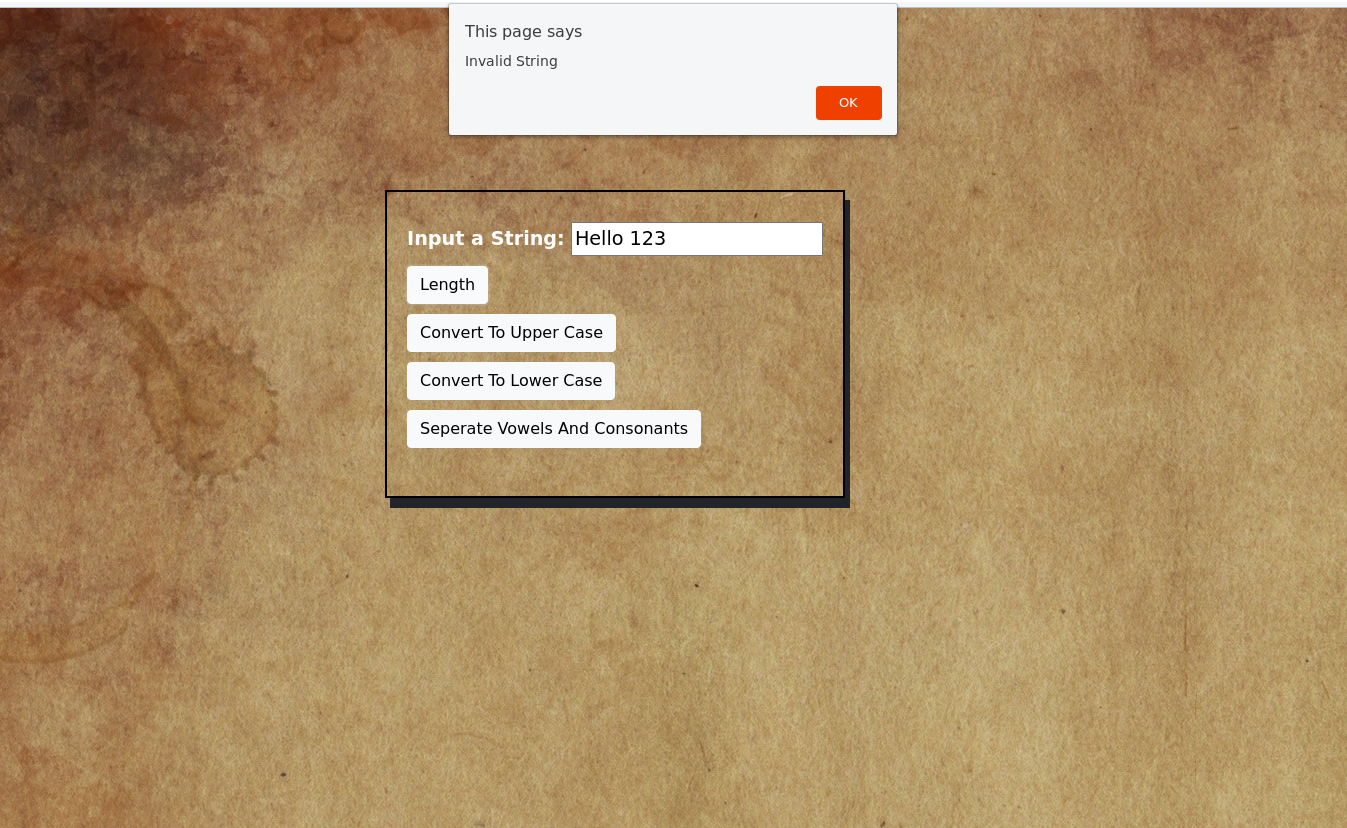 This page says
Invalid String
OK
Input a String: Hello 123
Length
Convert To Upper Case
Convert To Lower Case
Seperate Vowels And Consonants